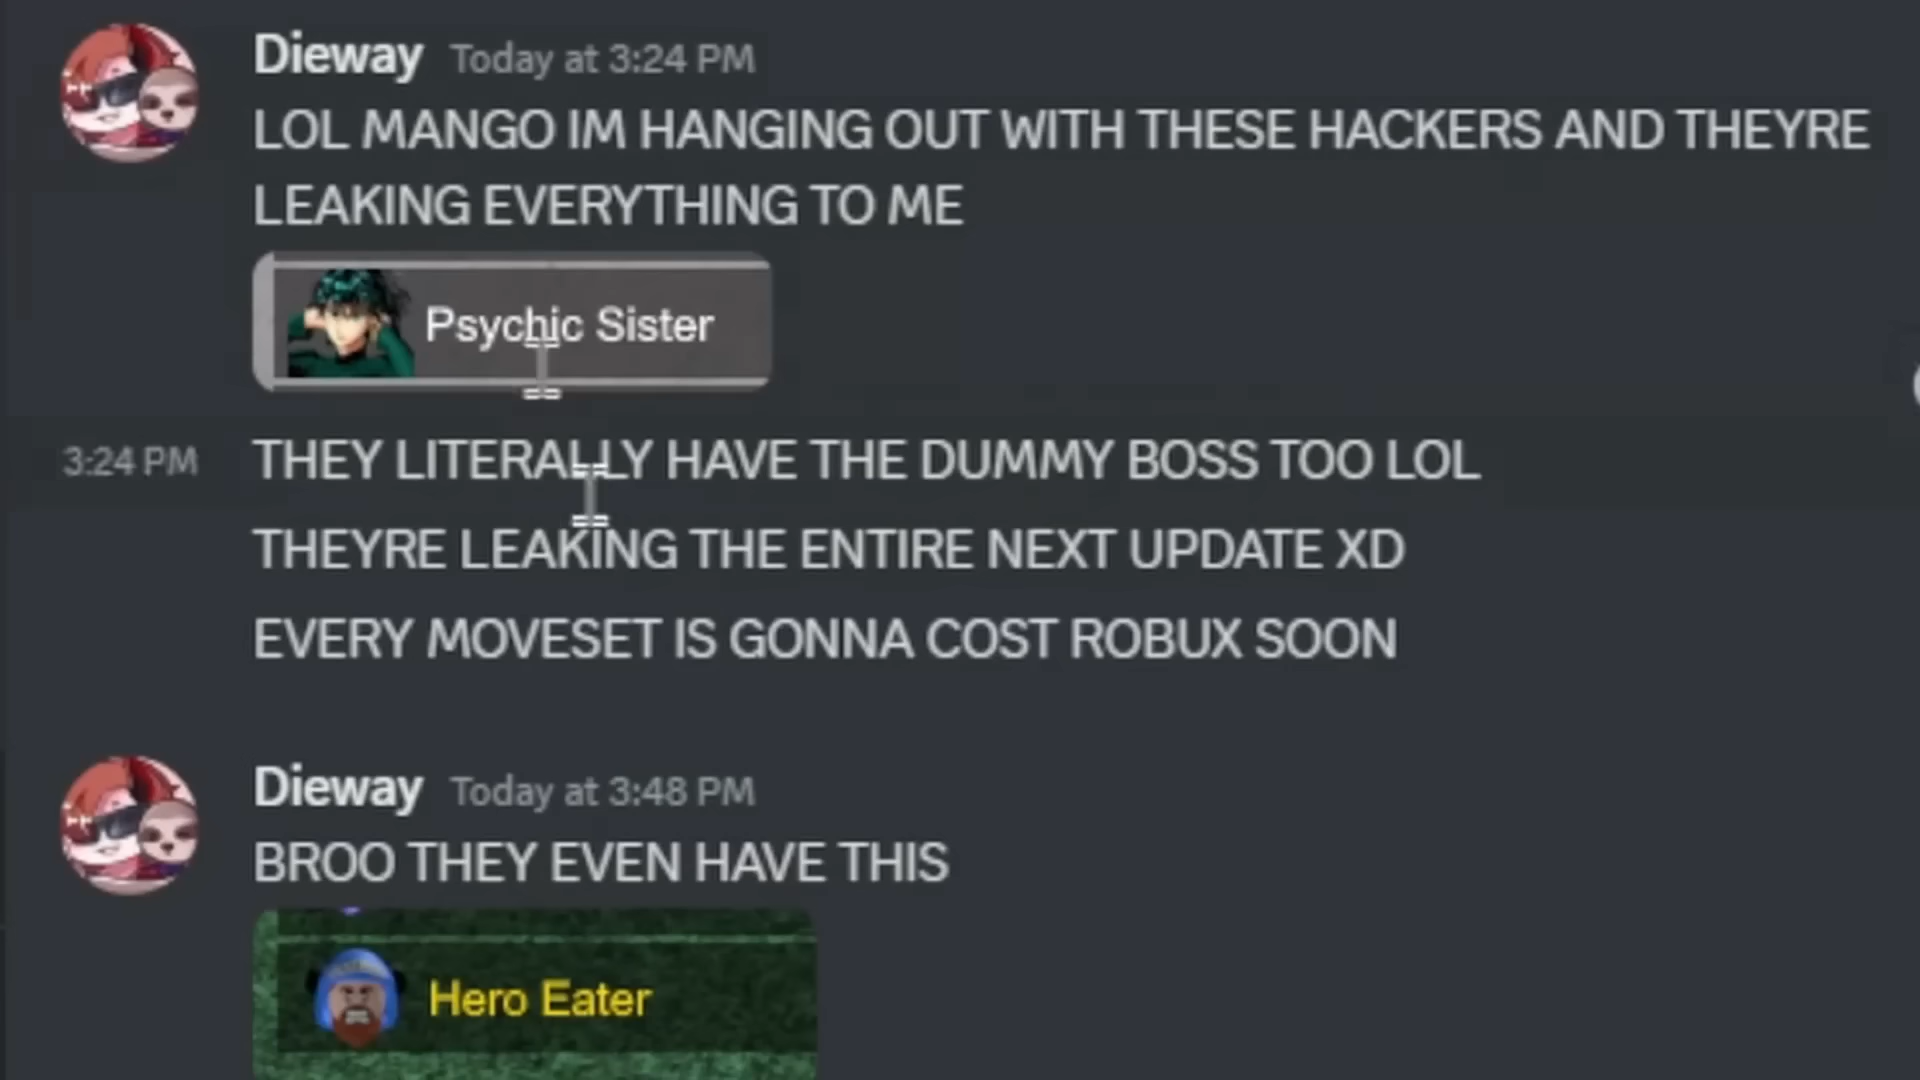 Dieway Today at 3:24 PM
LOL MANGO IM HANGING OUT WITH THESE HACKERS AND THEYRE
LEAKING EVERYTHING TO ME
Psychic Sister
3:24 PM THEY LITERALLY HAVE THE DUMMY BOSS TOO LOL
THEYRE LEAKING THE ENTIRE NEXT UPDATE XD
EVERY MOVESET IS GONNA COST ROBUX SOON
Dieway Today at 3:48 PM
BROO THEY EVEN HAVE THIS
Hero Eater